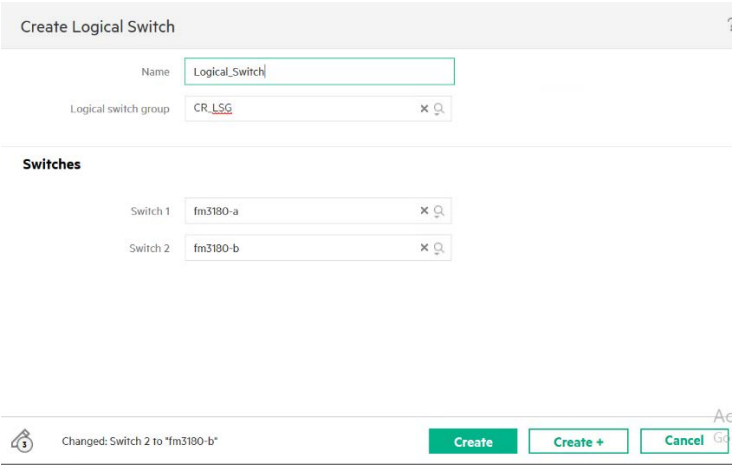 Create Logical Switch
?
Name Logical_Switch
Logical switch group CR_LSG
Switches
Switch 1 fm3180-a
Switch 2 fm3180-b
3 Changed: Switch 2 to "fm3180-b" Create Create + Cancel